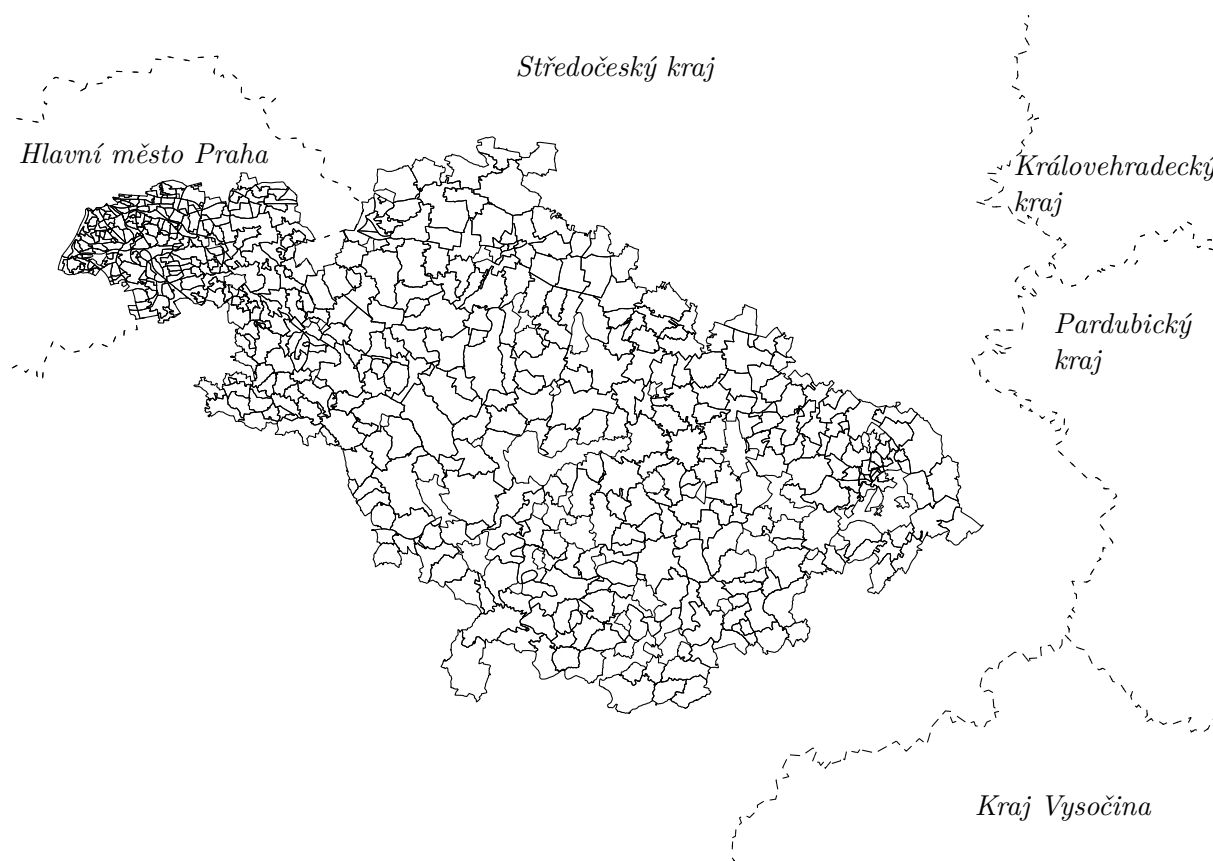 Středočeský kraj
Hlavní město Praha
Královehradecký
kraj
Pardubický
kraj
Kraj Vysočina